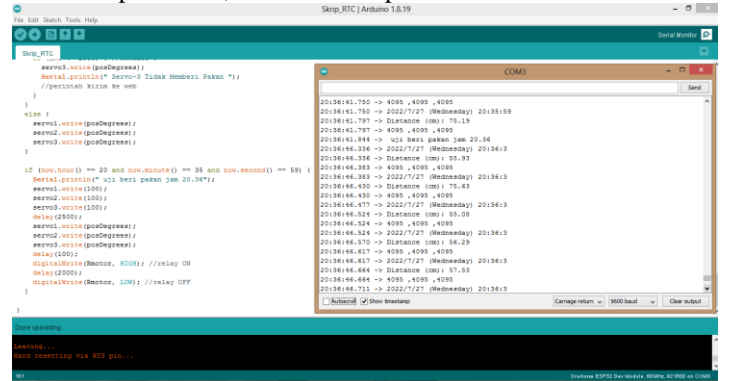 Skrip_RTC | Arduino 1.8.19
File Edit Sketch Tools Help
Serial Monitor
Skrip_RTC
servo3.write(posDegrees);
Serial.println(" Servo-3 Tidak Memberi Pakan ");
//perintah kirim ke web
}
}
else {
servo1.write(posDegrees);
servo2.write(posDegrees);
servo3.write(posDegrees);
}
if (now.hour() == 20 and now.minute() == 35 and now.second() == 59) {
Serial.println(" uji beri pakan jam 20.36");
servo1.write(100);
servo2.write(100);
servo3.write(100);
delay(2500);
servo1.write(posDegrees);
servo2.write(posDegrees);
servo3.write(posDegrees);
delay(100);
digitalWrite(Rmotor, HIGH); //relay ON
delay(2000);
digitalWrite(Rmotor, LOW); //relay OFF
}
}
COM3
Send
20:36:41.750 -> 4095 ,4095 ,4095
20:36:41.750 -> 2022/7/27 (Wednesday) 20:35:59
20:36:41.797 -> Distance (cm): 75.19
20:36:41.797 -> 4095 ,4095 ,4095
20:36:41.844 -> uji beri pakan jam 20.36
20:36:46.336 -> 2022/7/27 (Wednesday) 20:36:3
20:36:46.336 -> Distance (cm): 55.93
20:36:46.383 -> 4095 ,4095 ,4095
20:36:46.383 -> 2022/7/27 (Wednesday) 20:36:3
20:36:46.430 -> Distance (cm): 75.63
20:36:46.430 -> 4095 ,4095 ,4095
20:36:46.477 -> 2022/7/27 (Wednesday) 20:36:3
20:36:46.524 -> Distance (cm): 55.08
20:36:46.524 -> 4095 ,4095 ,4095
20:36:46.524 -> 2022/7/27 (Wednesday) 20:36:3
20:36:46.570 -> Distance (cm): 56.29
20:36:46.617 -> 4095 ,4095 ,4095
20:36:46.617 -> 2022/7/27 (Wednesday) 20:36:3
20:36:46.664 -> Distance (cm): 57.53
20:36:46.664 -> 4095 ,4095 ,4095
20:36:46.711 -> 2022/7/27 (Wednesday) 20:36:3
Autoscroll Show timestamp Carriage return 9600 baud Clear output
Done uploading.
Leaving...
Hard resetting via RTS pin...